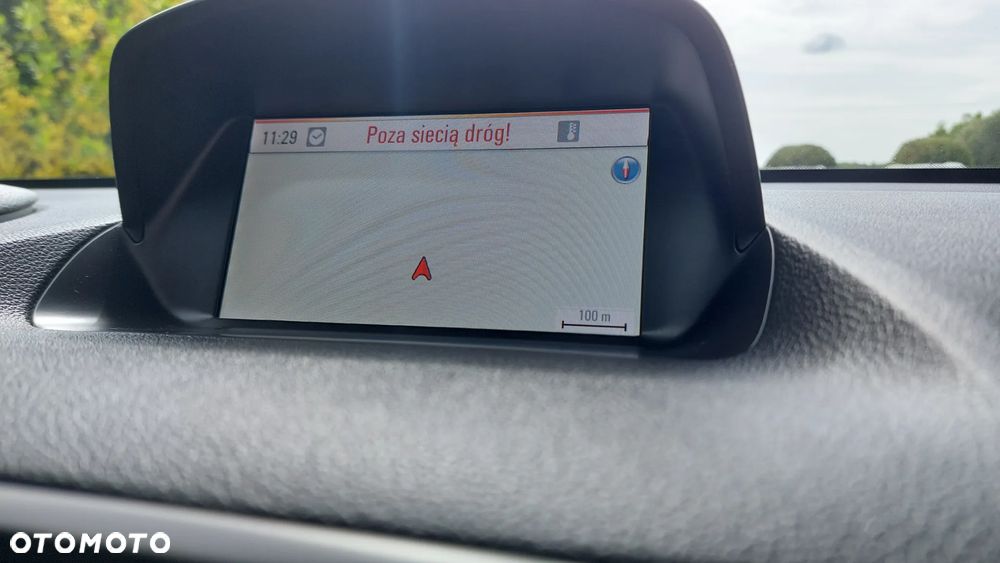 11:29 Poza siecią dróg!
100 m
OTOMOTO